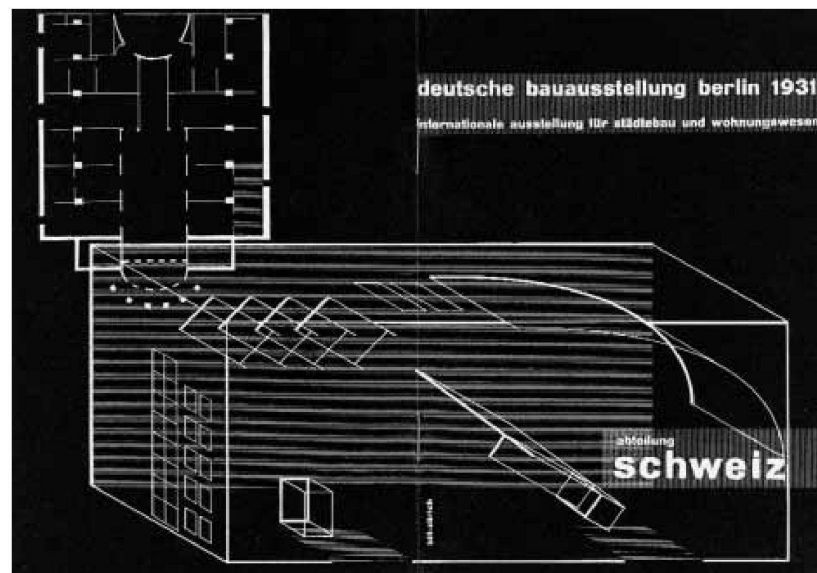 deutsche bauausstellung berlin 1931
internationale ausstellung für städtebau und wohnungswesen
abteilung
schweiz